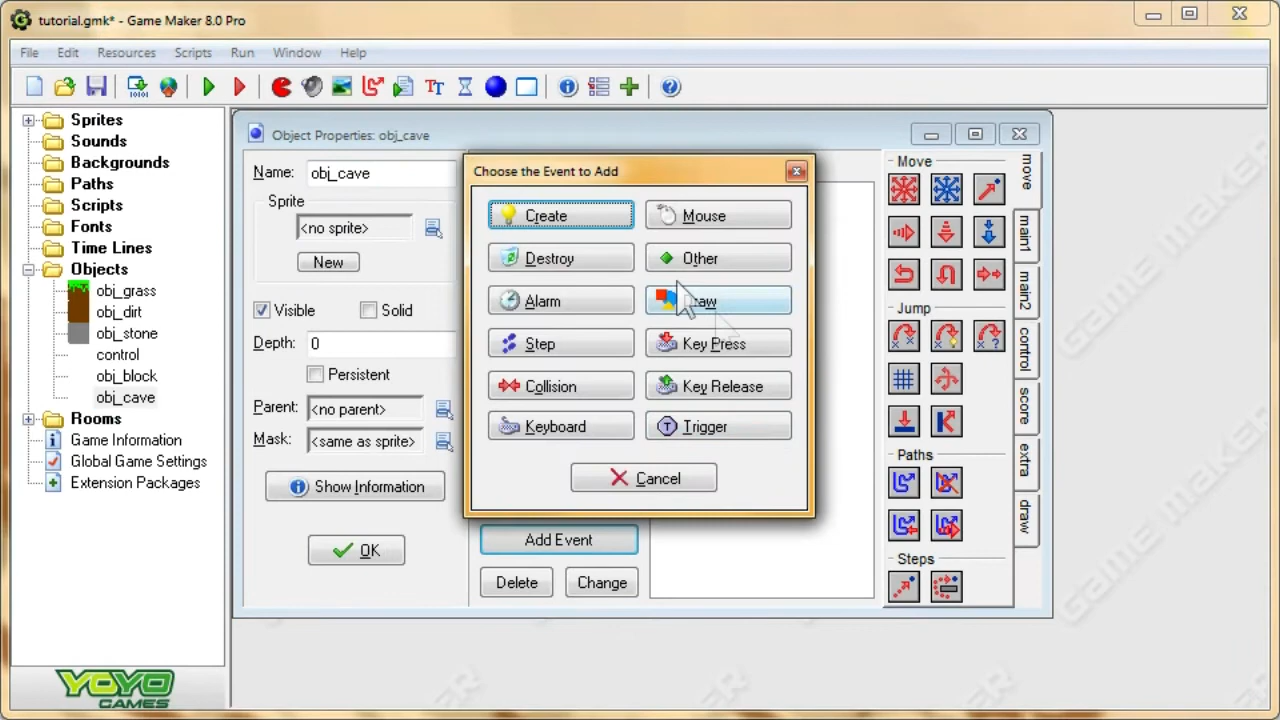 tutorial.gmk* - Game Maker 8.0 Pro
File Edit Resources Scripts Run Window Help
Sprites
Sounds
Backgrounds
Paths
Scripts
Fonts
Time Lines
Objects
obj_grass
obj_dirt
obj_stone
control
obj_block
obj_cave
Rooms
Game Information
Global Game Settings
Extension Packages
YOYO
GAMES
Object Properties: obj_cave
Name: obj_cave
Sprite
<no sprite>
New
Visible Solid
Depth: 0
Persistent
Parent: <no parent>
Mask: <same as sprite>
Show Information
OK
Choose the Event to Add
Create Mouse
Destroy Other
Alarm Draw
Step Key Press
Collision Key Release
Keyboard Trigger
Cancel
Add Event
Delete Change
Move
Jump
Paths
Steps
move
main1
main2
control
score
extra
draw
GAME MAKER
GAME MAKER